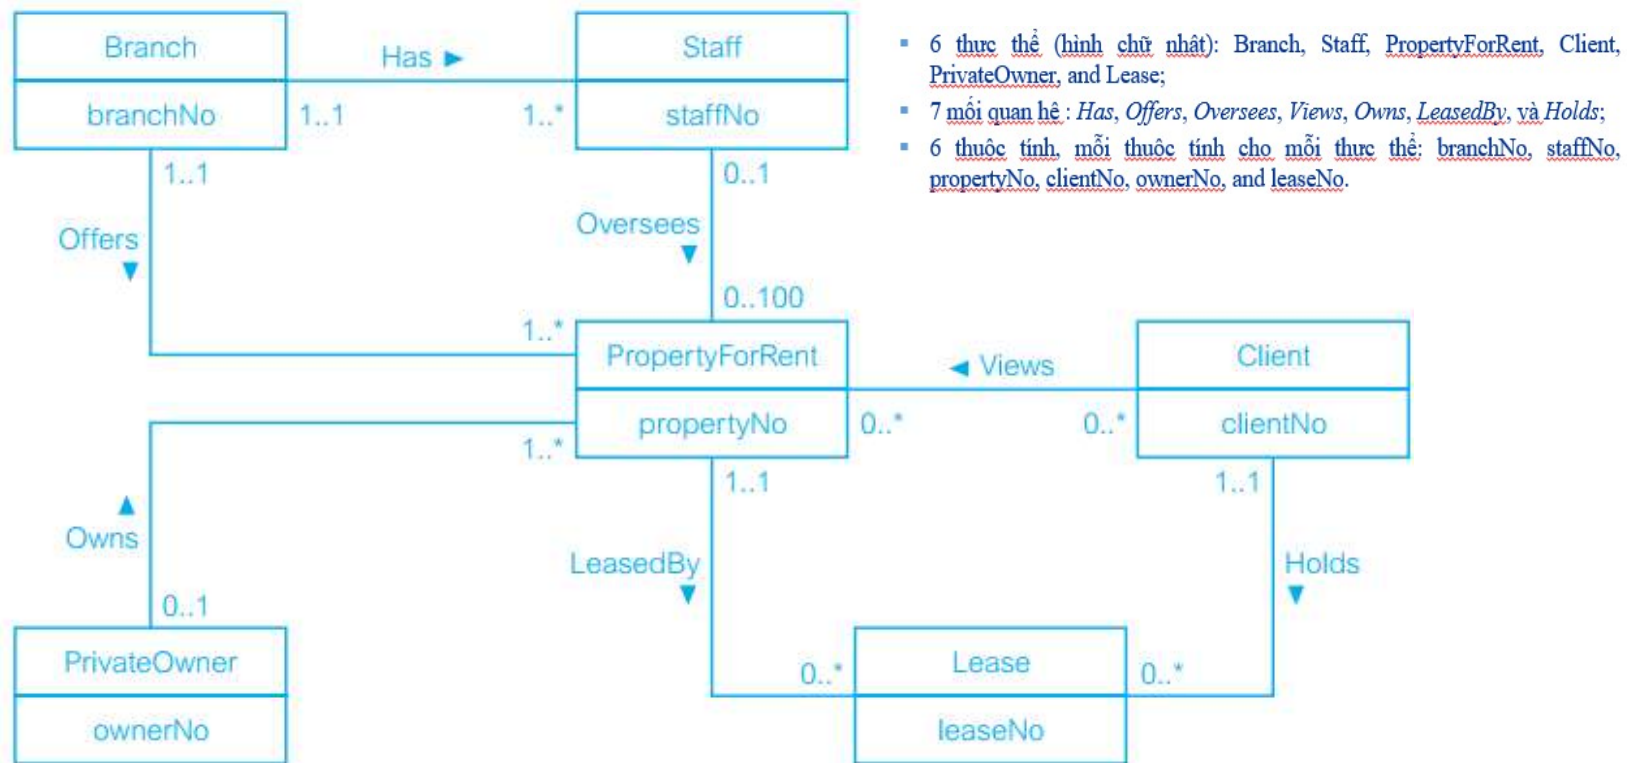 Branch
Has ►
Staff
branchNo
1..1
1..*
staffNo
▪ 6 thực thể (hình chữ nhật): Branch, Staff, PropertyForRent, Client,
PrivateOwner, and Lease;
▪ 7 mối quan hệ : Has, Offers, Oversees, Views, Owns, LeasedBy, và Holds;
▪ 6 thuộc tính, mỗi thuộc tính cho mỗi thực thể: branchNo, staffNo,
propertyNo, clientNo, ownerNo, and leaseNo.
1..1
0..1
Offers
▼
Oversees
▼
0..100
1..*
PropertyForRent
◄ Views
Client
propertyNo
0..*
0..*
clientNo
1..*
1..1
1..1
▲
Owns
LeasedBy
▼
Holds
▼
0..1
PrivateOwner
0..*
Lease
0..*
ownerNo
leaseNo